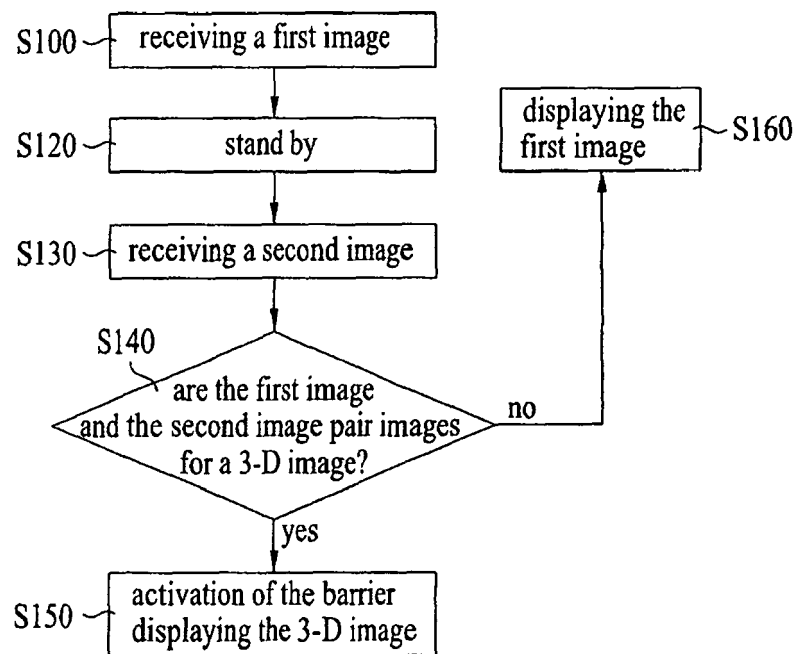 S100
receiving a first image
S120
stand by
S130
receiving a second image
S140
are the first image
and the second image pair images
for a 3-D image?
no
displaying the
first image
S160
yes
S150
activation of the barrier
displaying the 3-D image